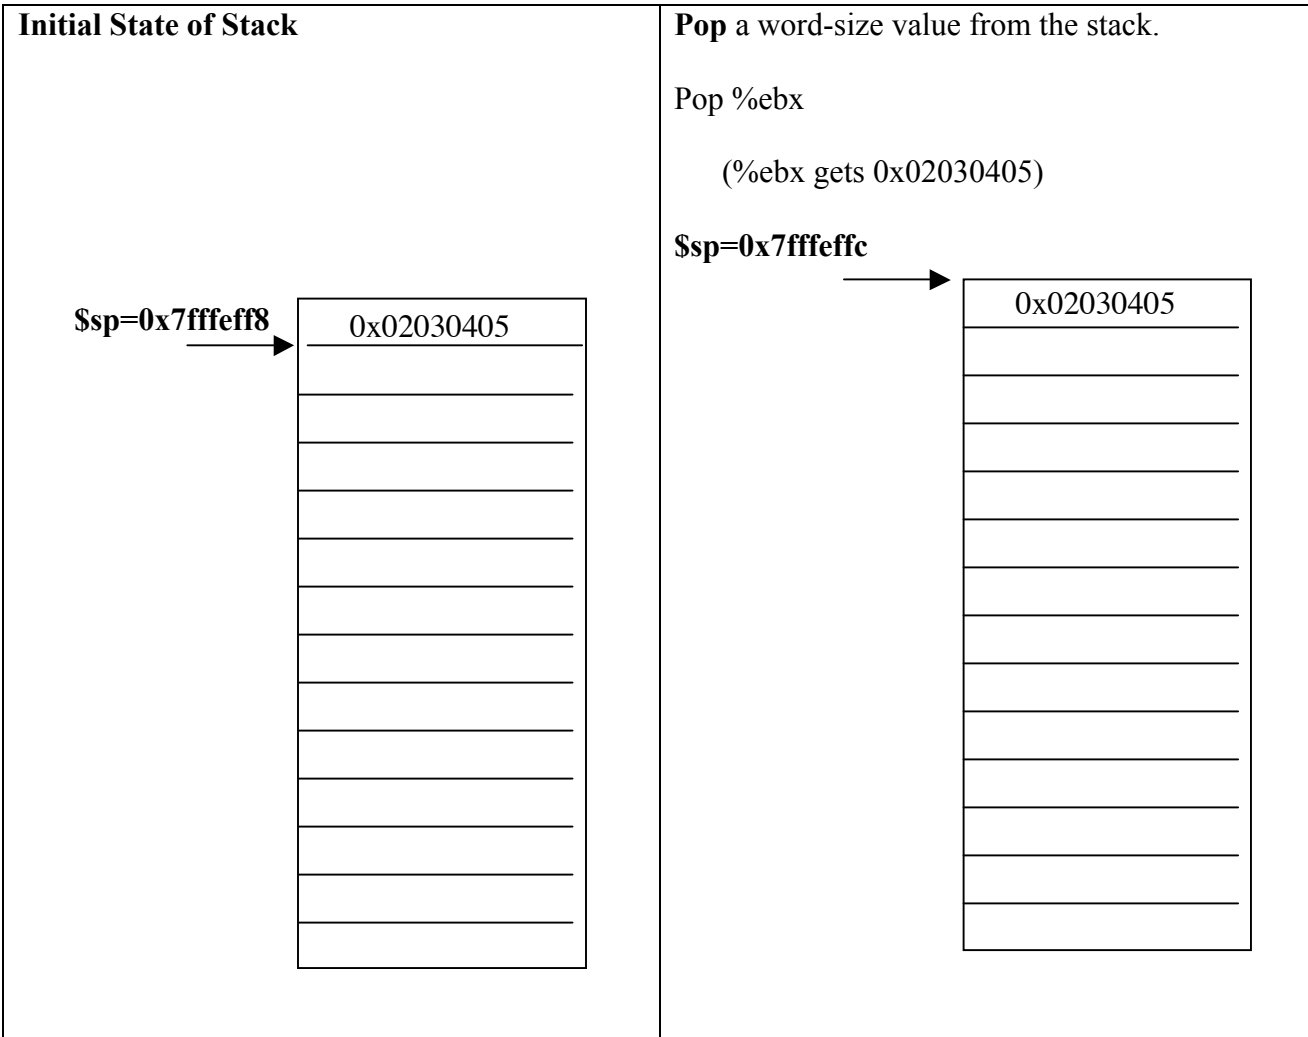 Initial State of Stack
$sp=0x7fffeff8
0x02030405
Pop a word-size value from the stack.
Pop %ebx
(%ebx gets 0x02030405)
$sp=0x7fffeffc
0x02030405